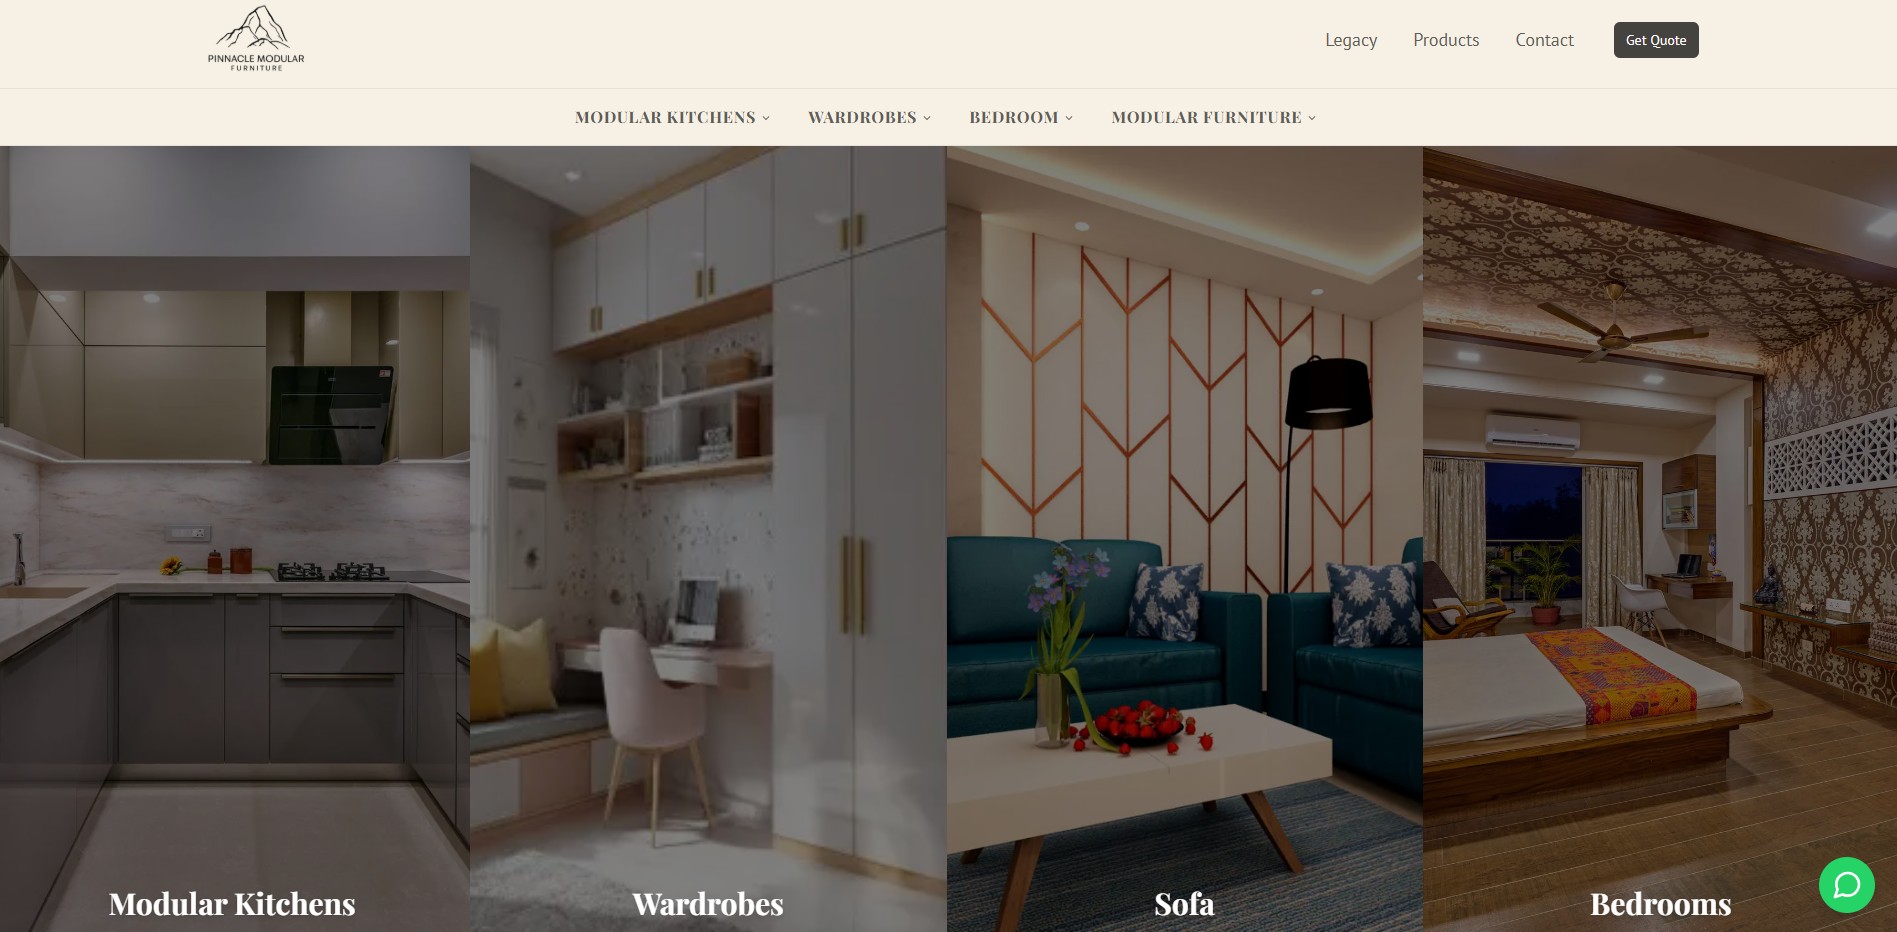 PINNACLE MODULAR
FURNITURE
Legacy
Products
Contact
Get Quote
MODULAR KITCHENS
WARDROBES
BEDROOM
MODULAR FURNITURE
Modular Kitchens
Wardrobes
Sofa
Bedrooms